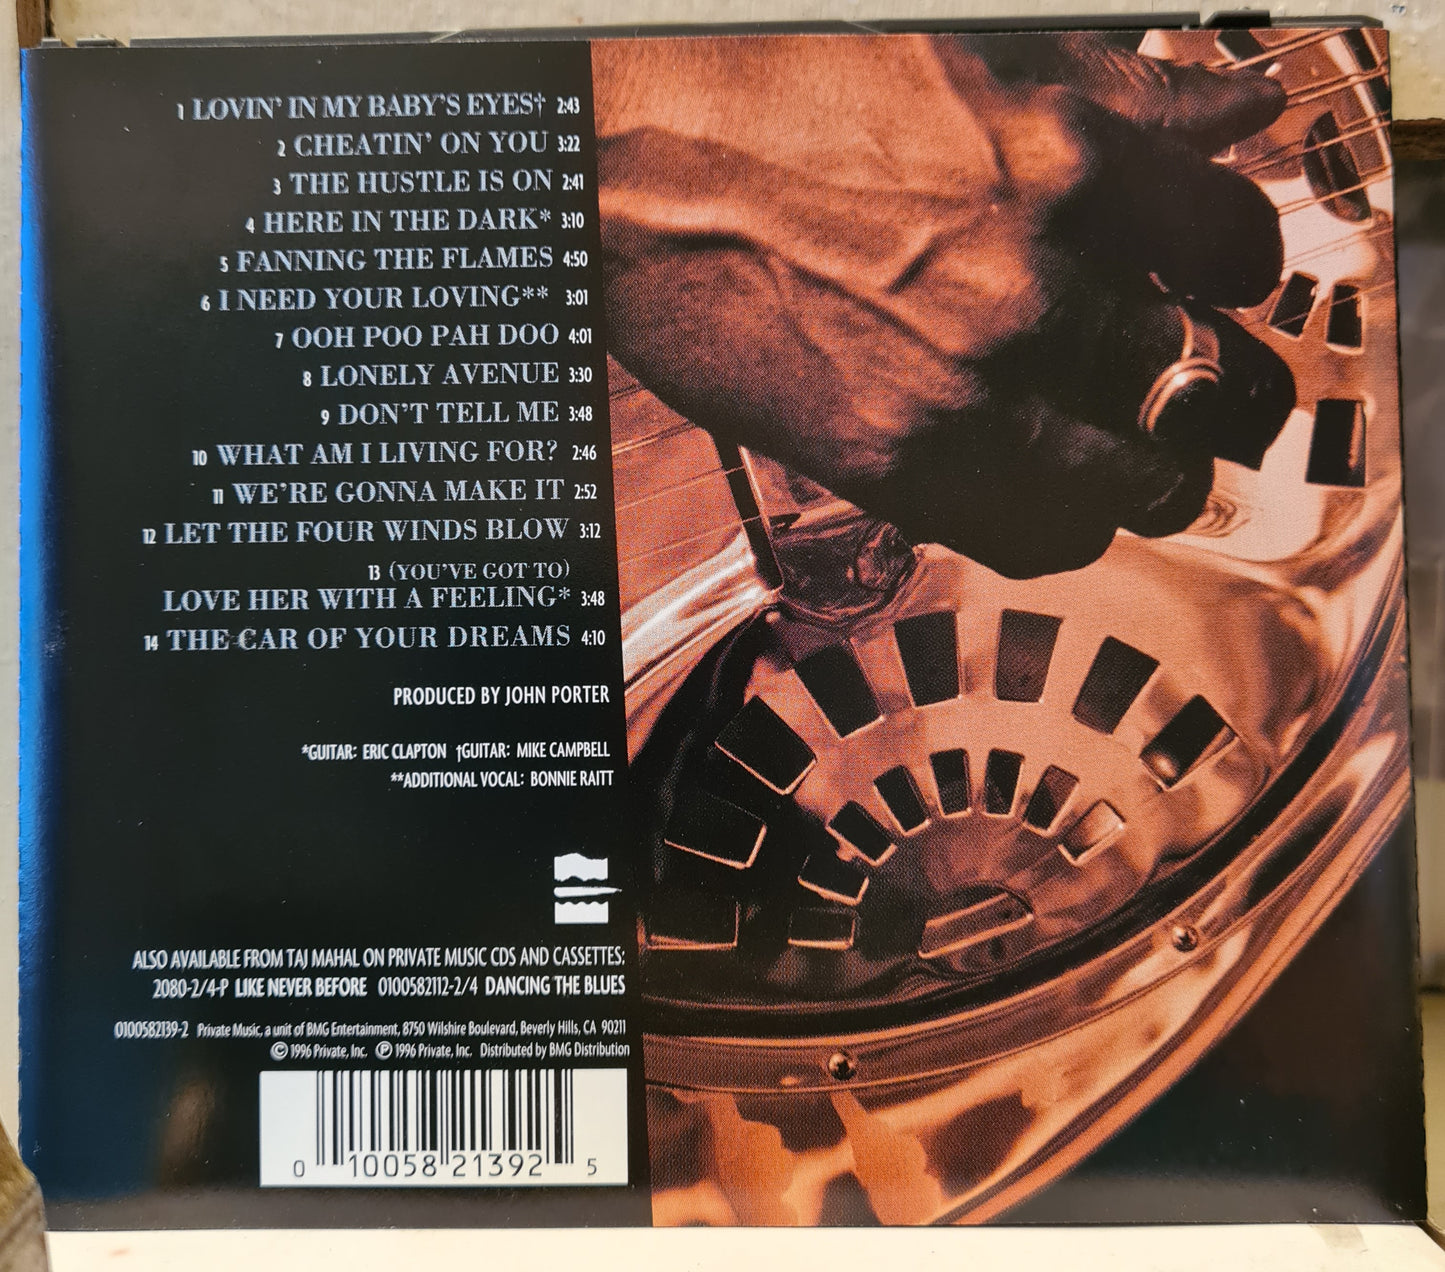 1 LOVIN' IN MY BABY'S EYES† 2:43
2 CHEATIN' ON YOU 3:22
3 THE HUSTLE IS ON 2:41
4 HERE IN THE DARK* 3:10
5 FANNING THE FLAMES 4:50
6 I NEED YOUR LOVING** 3:01
7 OOH POO PAH DOO 4:01
8 LONELY AVENUE 3:30
9 DON'T TELL ME 3:48
10 WHAT AM I LIVING FOR? 2:46
11 WE'RE GONNA MAKE IT 2:52
12 LET THE FOUR WINDS BLOW 3:12
13 (YOU'VE GOT TO)
LOVE HER WITH A FEELING* 3:48
14 THE CAR OF YOUR DREAMS 4:10
PRODUCED BY JOHN PORTER
*GUITAR: ERIC CLAPTON †GUITAR: MIKE CAMPBELL
**ADDITIONAL VOCAL: BONNIE RAITT
ALSO AVAILABLE FROM TAJ MAHAL ON PRIVATE MUSIC CDS AND CASSETTES:
2080-2/4-P LIKE NEVER BEFORE 0100582112-2/4 DANCING THE BLUES
0100582139-2 Private Music, a unit of BMG Entertainment, 8750 Wilshire Boulevard, Beverly Hills, CA 90211
© 1996 Private, Inc. ℗ 1996 Private, Inc. Distributed by BMG Distribution
0 10058 21392 5